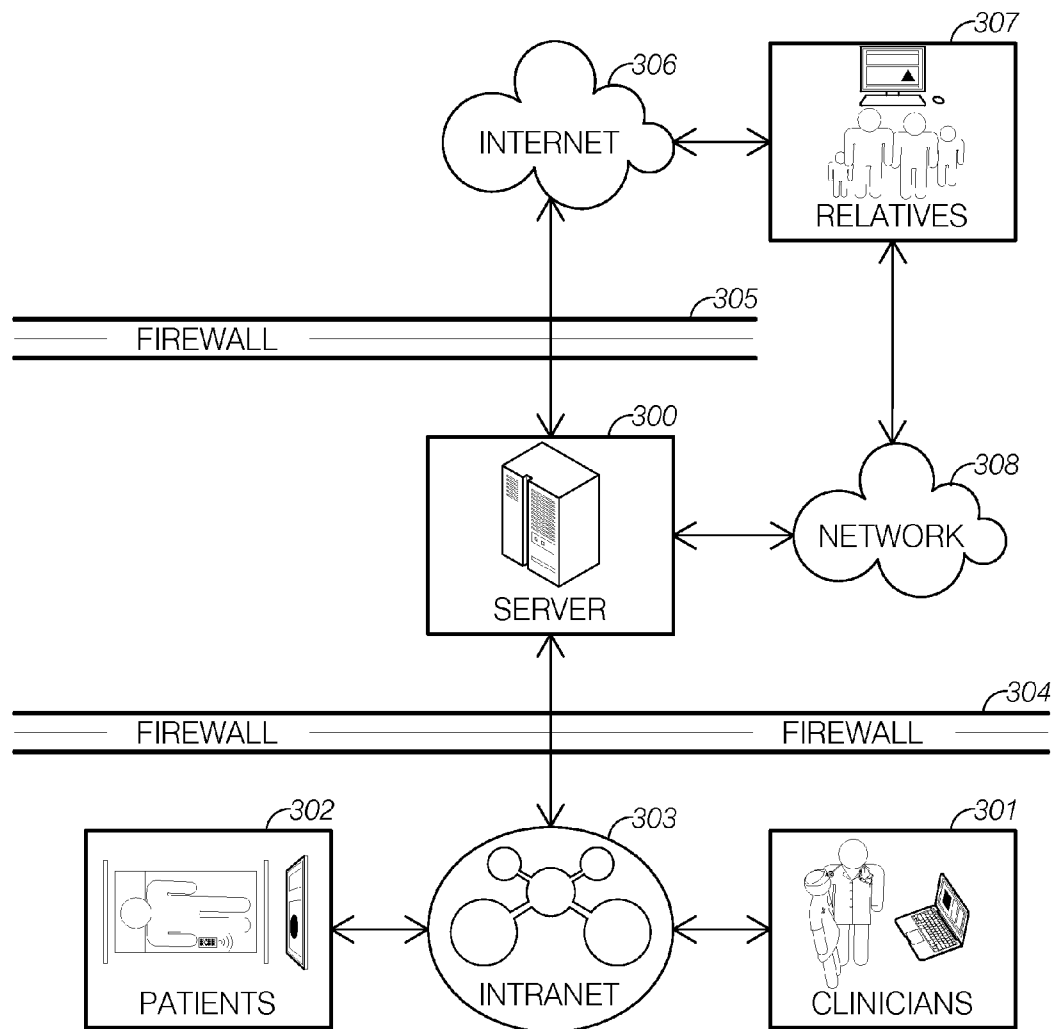 307
306
INTERNET
RELATIVES
305
FIREWALL
300
308
NETWORK
SERVER
304
FIREWALL FIREWALL
302
303
301
PATIENTS
INTRANET
CLINICIANS